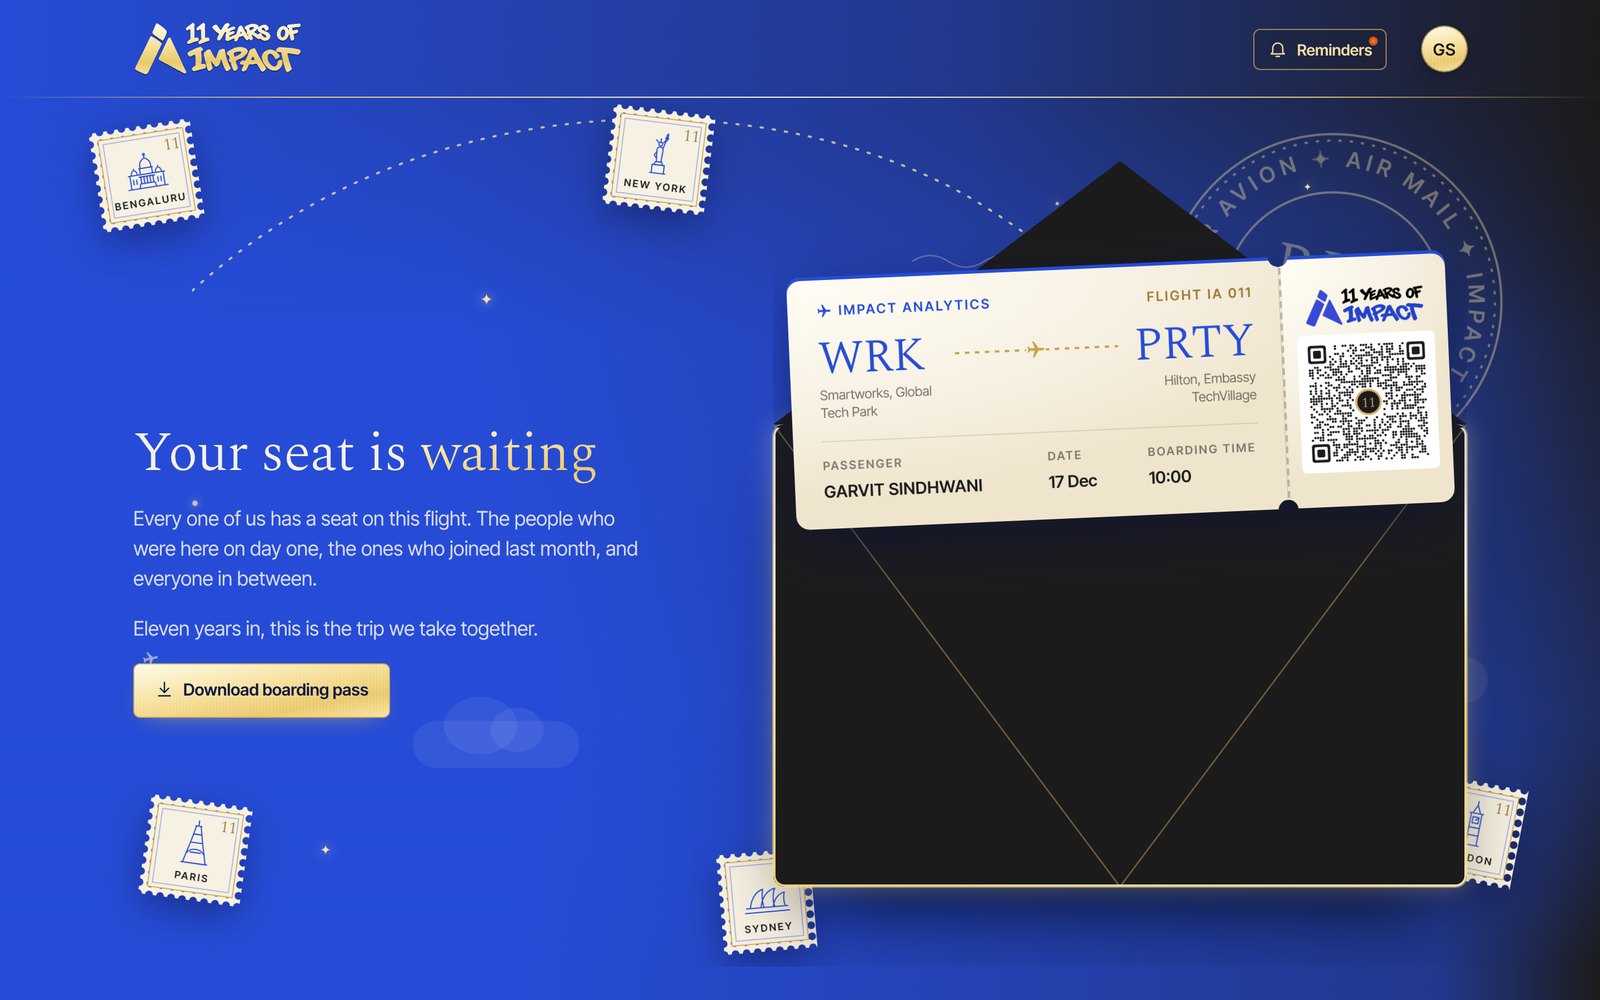 11 YEARS OF
IMPACT
Reminders
GS
11
BENGALURU
11
NEW YORK
AVION ✦ AIR MAIL ✦ IMPACT
IMPACT ANALYTICS
FLIGHT IA 011
WRK
PRTY
Smartworks, Global
Tech Park
Hilton, Embassy
TechVillage
PASSENGER
GARVIT SINDHWANI
DATE
17 Dec
BOARDING TIME
10:00
11 YEARS OF
IMPACT
11
Your seat is waiting
Every one of us has a seat on this flight. The people who
were here on day one, the ones who joined last month, and
everyone in between.
Eleven years in, this is the trip we take together.
Download boarding pass
11
PARIS
SYDNEY
11
DON